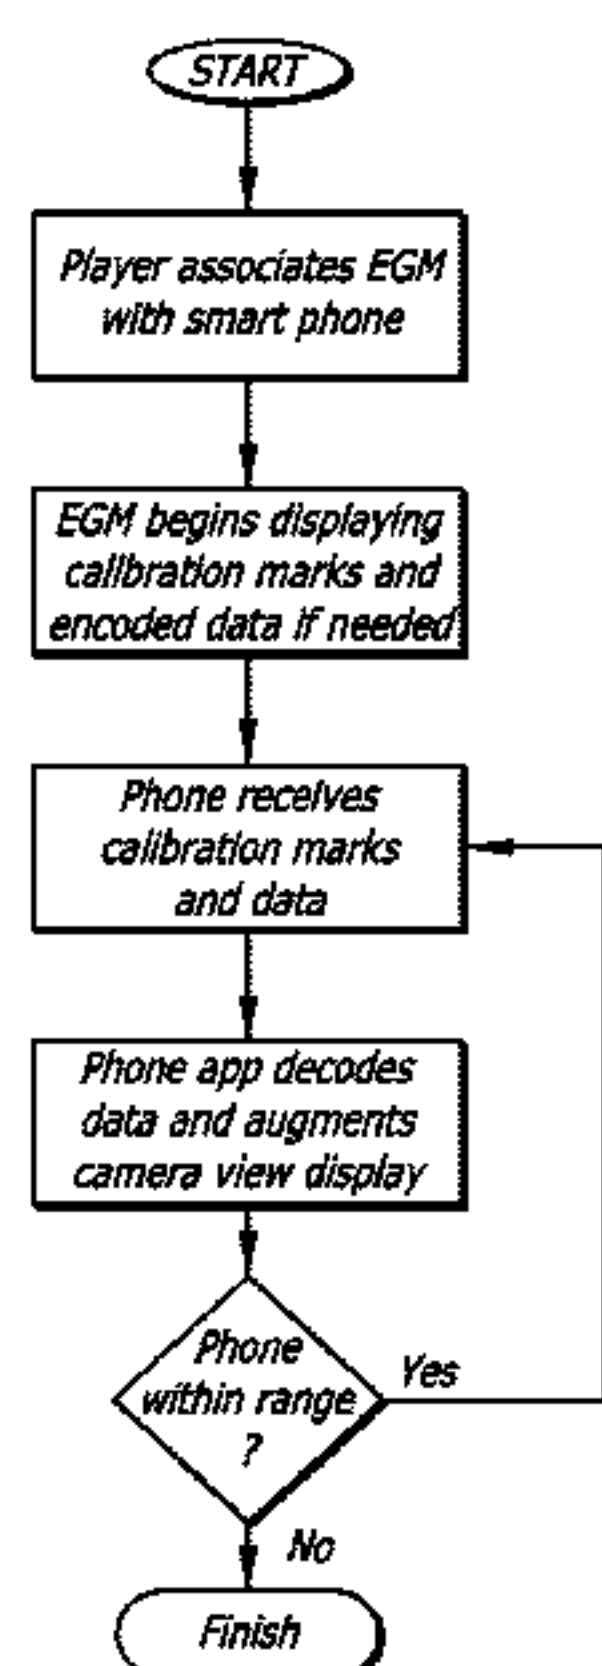 START
Player associates EGM
with smart phone
EGM begins displaying
calibration marks and
encoded data if needed
Phone receives
calibration marks
and data
Phone app decodes
data and augments
camera view display
Phone
within range
?
Yes
No
Finish